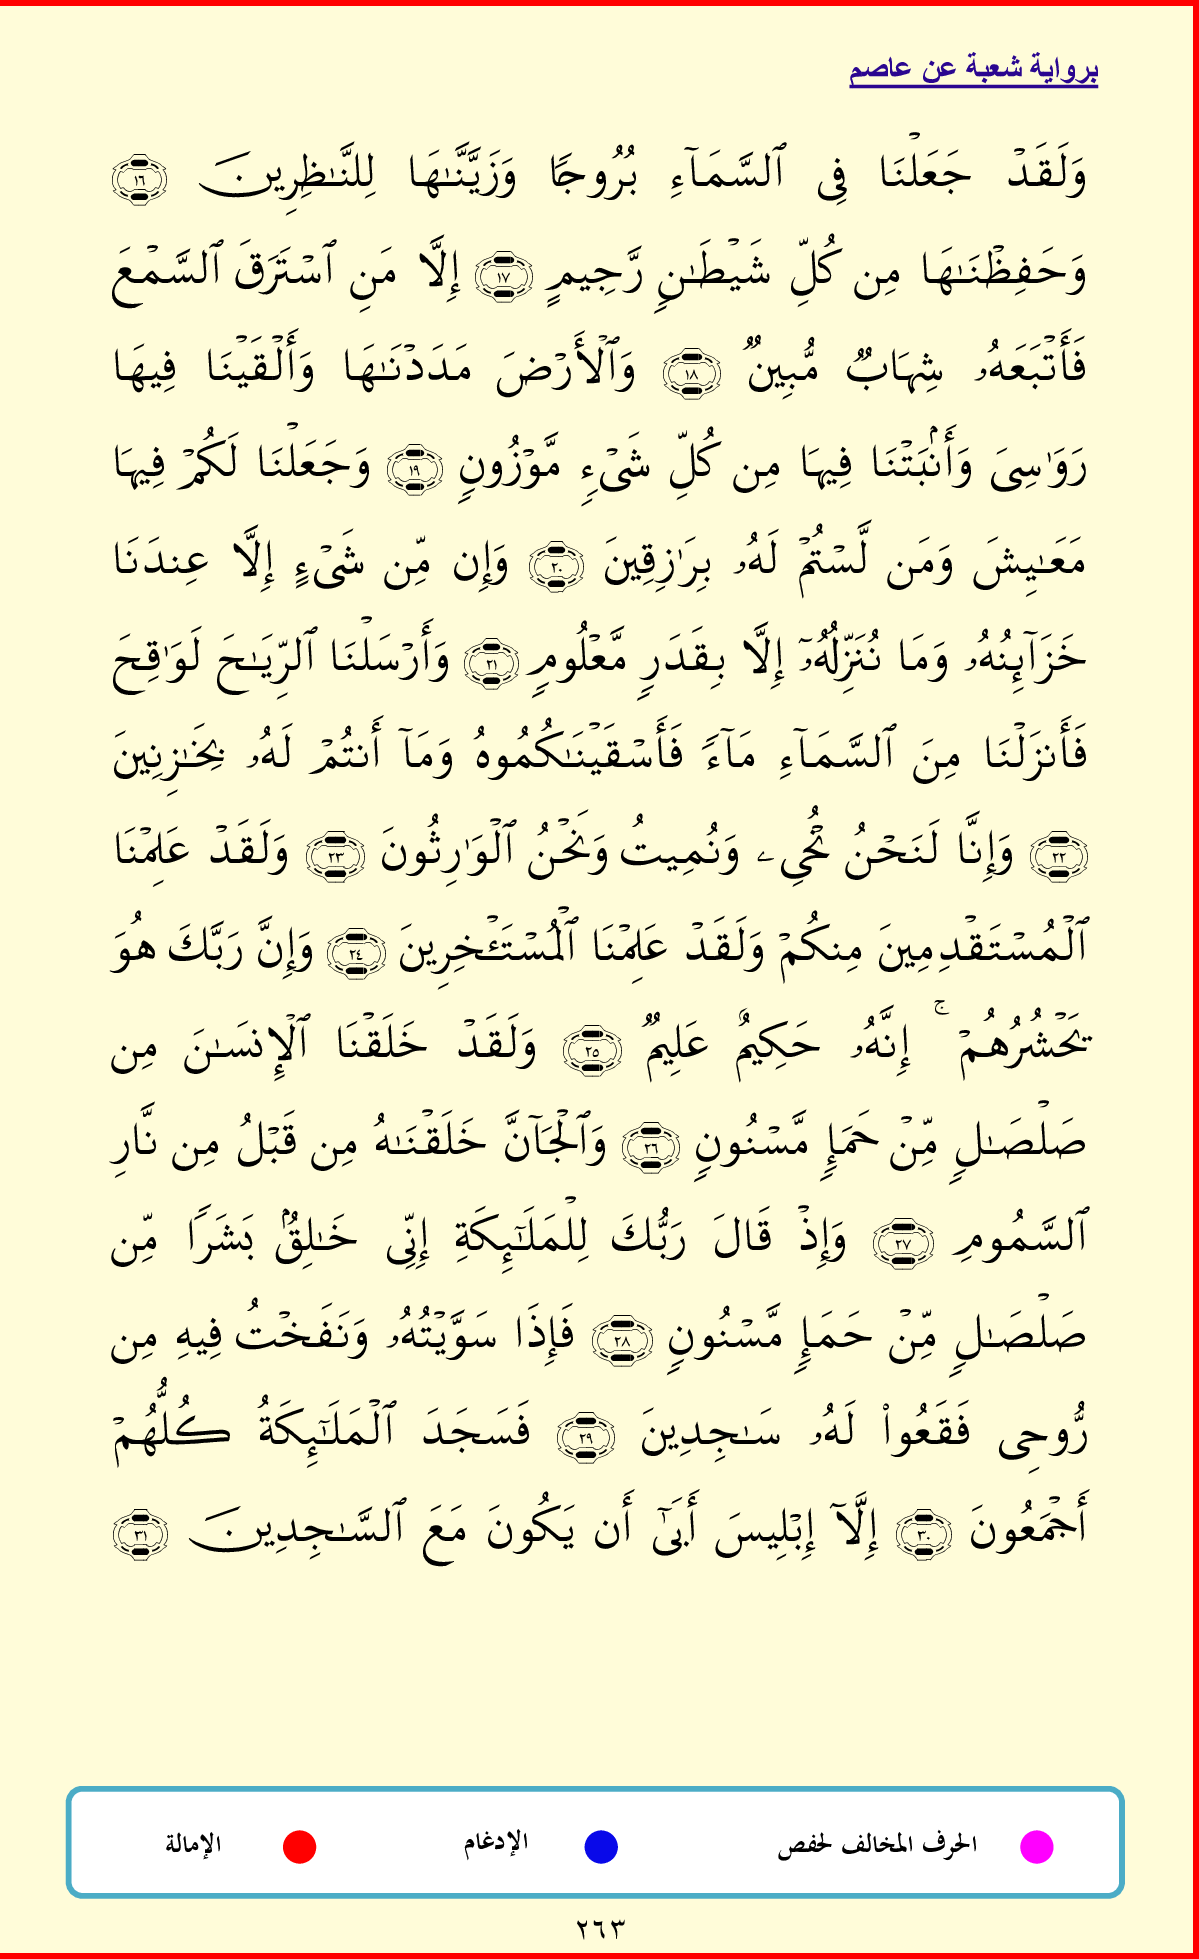 برواية شعبة عن عاصم
وَلَقَدۡ جَعَلۡنَا فِي ٱلسَّمَآءِ بُرُوجٗا وَزَيَّنَّـٰهَا لِلنَّـٰظِرِينَ ١٦
وَحَفِظۡنَـٰهَا مِن كُلِّ شَيۡطَـٰنٖ رَّجِيمٍ ١٧ إِلَّا مَنِ ٱسۡتَرَقَ ٱلسَّمۡعَ
فَأَتۡبَعَهُۥ شِهَابٞ مُّبِينٞ ١٨ وَٱلۡأَرۡضَ مَدَدۡنَـٰهَا وَأَلۡقَيۡنَا فِيهَا
رَوَٰسِيَ وَأَنۢبَتۡنَا فِيهَا مِن كُلِّ شَيۡءٖ مَّوۡزُونٖ ١٩ وَجَعَلۡنَا لَكُمۡ فِيهَا
مَعَـٰيِشَ وَمَن لَّسۡتُمۡ لَهُۥ بِرَٰزِقِينَ ٢٠ وَإِن مِّن شَيۡءٍ إِلَّا عِندَنَا
خَزَآئِنُهُۥ وَمَا نُنَزِّلُهُۥٓ إِلَّا بِقَدَرٖ مَّعۡلُومٖ ٢١ وَأَرۡسَلۡنَا ٱلرِّيَـٰحَ لَوَٰقِحَ
فَأَنزَلۡنَا مِنَ ٱلسَّمَآءِ مَآءٗ فَأَسۡقَيۡنَـٰكُمُوهُ وَمَآ أَنتُمۡ لَهُۥ بِخَـٰزِنِينَ
٢٢ وَإِنَّا لَنَحۡنُ نُحۡيِۦ وَنُمِيتُ وَنَحۡنُ ٱلۡوَٰرِثُونَ ٢٣ وَلَقَدۡ عَلِمۡنَا
ٱلۡمُسۡتَقۡدِمِينَ مِنكُمۡ وَلَقَدۡ عَلِمۡنَا ٱلۡمُسۡتَـٔۡخِرِينَ ٢٤ وَإِنَّ رَبَّكَ هُوَ
يَحۡشُرُهُمۡۚ إِنَّهُۥ حَكِيمٌ عَلِيمٞ ٢٥ وَلَقَدۡ خَلَقۡنَا ٱلۡإِنسَـٰنَ مِن
صَلۡصَـٰلٖ مِّنۡ حَمَإٖ مَّسۡنُونٖ ٢٦ وَٱلۡجَآنَّ خَلَقۡنَـٰهُ مِن قَبۡلُ مِن نَّارِ
ٱلسَّمُومِ ٢٧ وَإِذۡ قَالَ رَبُّكَ لِلۡمَلَـٰٓئِكَةِ إِنِّي خَـٰلِقُۢ بَشَرٗا مِّن
صَلۡصَـٰلٖ مِّنۡ حَمَإٖ مَّسۡنُونٖ ٢٨ فَإِذَا سَوَّيۡتُهُۥ وَنَفَخۡتُ فِيهِ مِن
رُّوحِي فَقَعُواْ لَهُۥ سَـٰجِدِينَ ٢٩ فَسَجَدَ ٱلۡمَلَـٰٓئِكَةُ كُلُّهُمۡ
أَجۡمَعُونَ ٣٠ إِلَّآ إِبۡلِيسَ أَبَىٰٓ أَن يَكُونَ مَعَ ٱلسَّـٰجِدِينَ ٣١
الحرف المخالف لحفص الإدغام الإمالة
٢٦٣